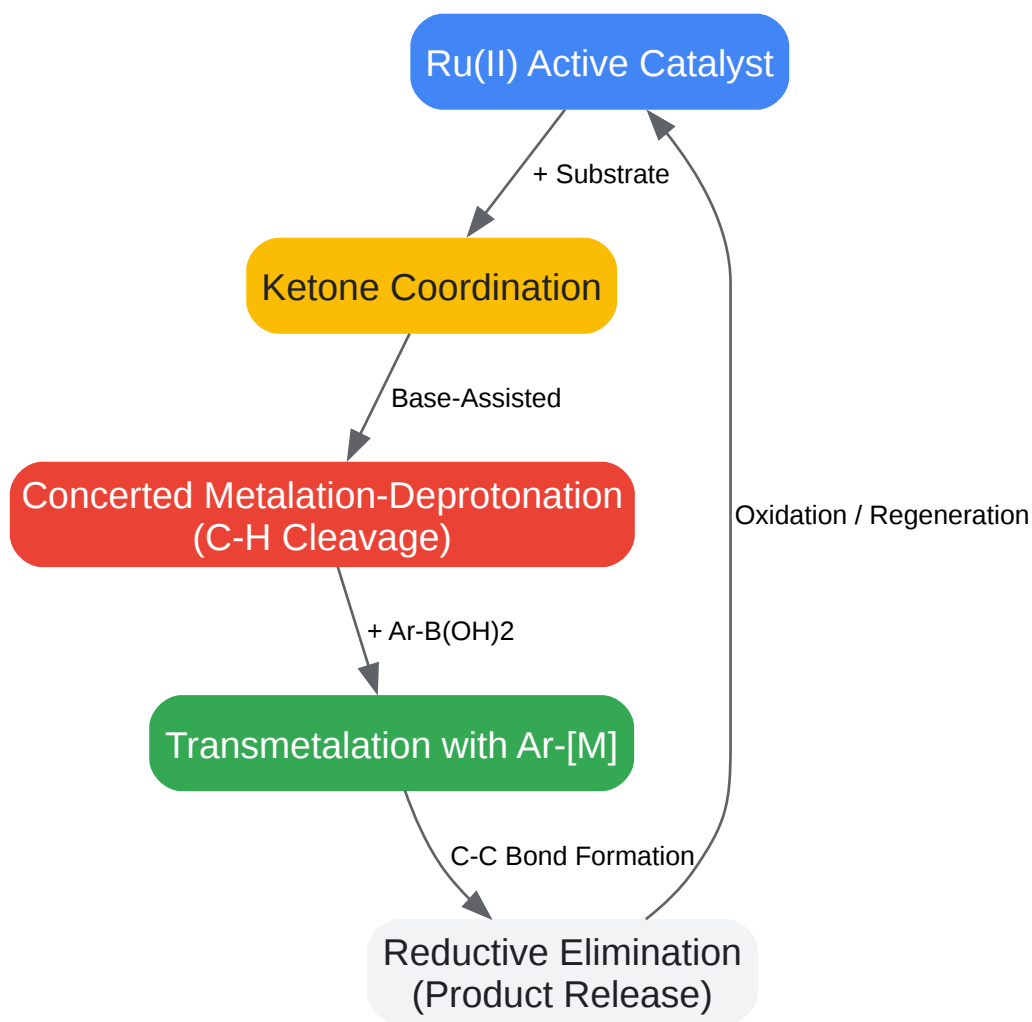 Ru(II) Active Catalyst
+ Substrate
Ketone Coordination
Base-Assisted
Concerted Metalation-Deprotonation
(C-H Cleavage)
Oxidation / Regeneration
+ Ar-B(OH)2
Transmetalation with Ar-[M]
C-C Bond Formation
Reductive Elimination
(Product Release)